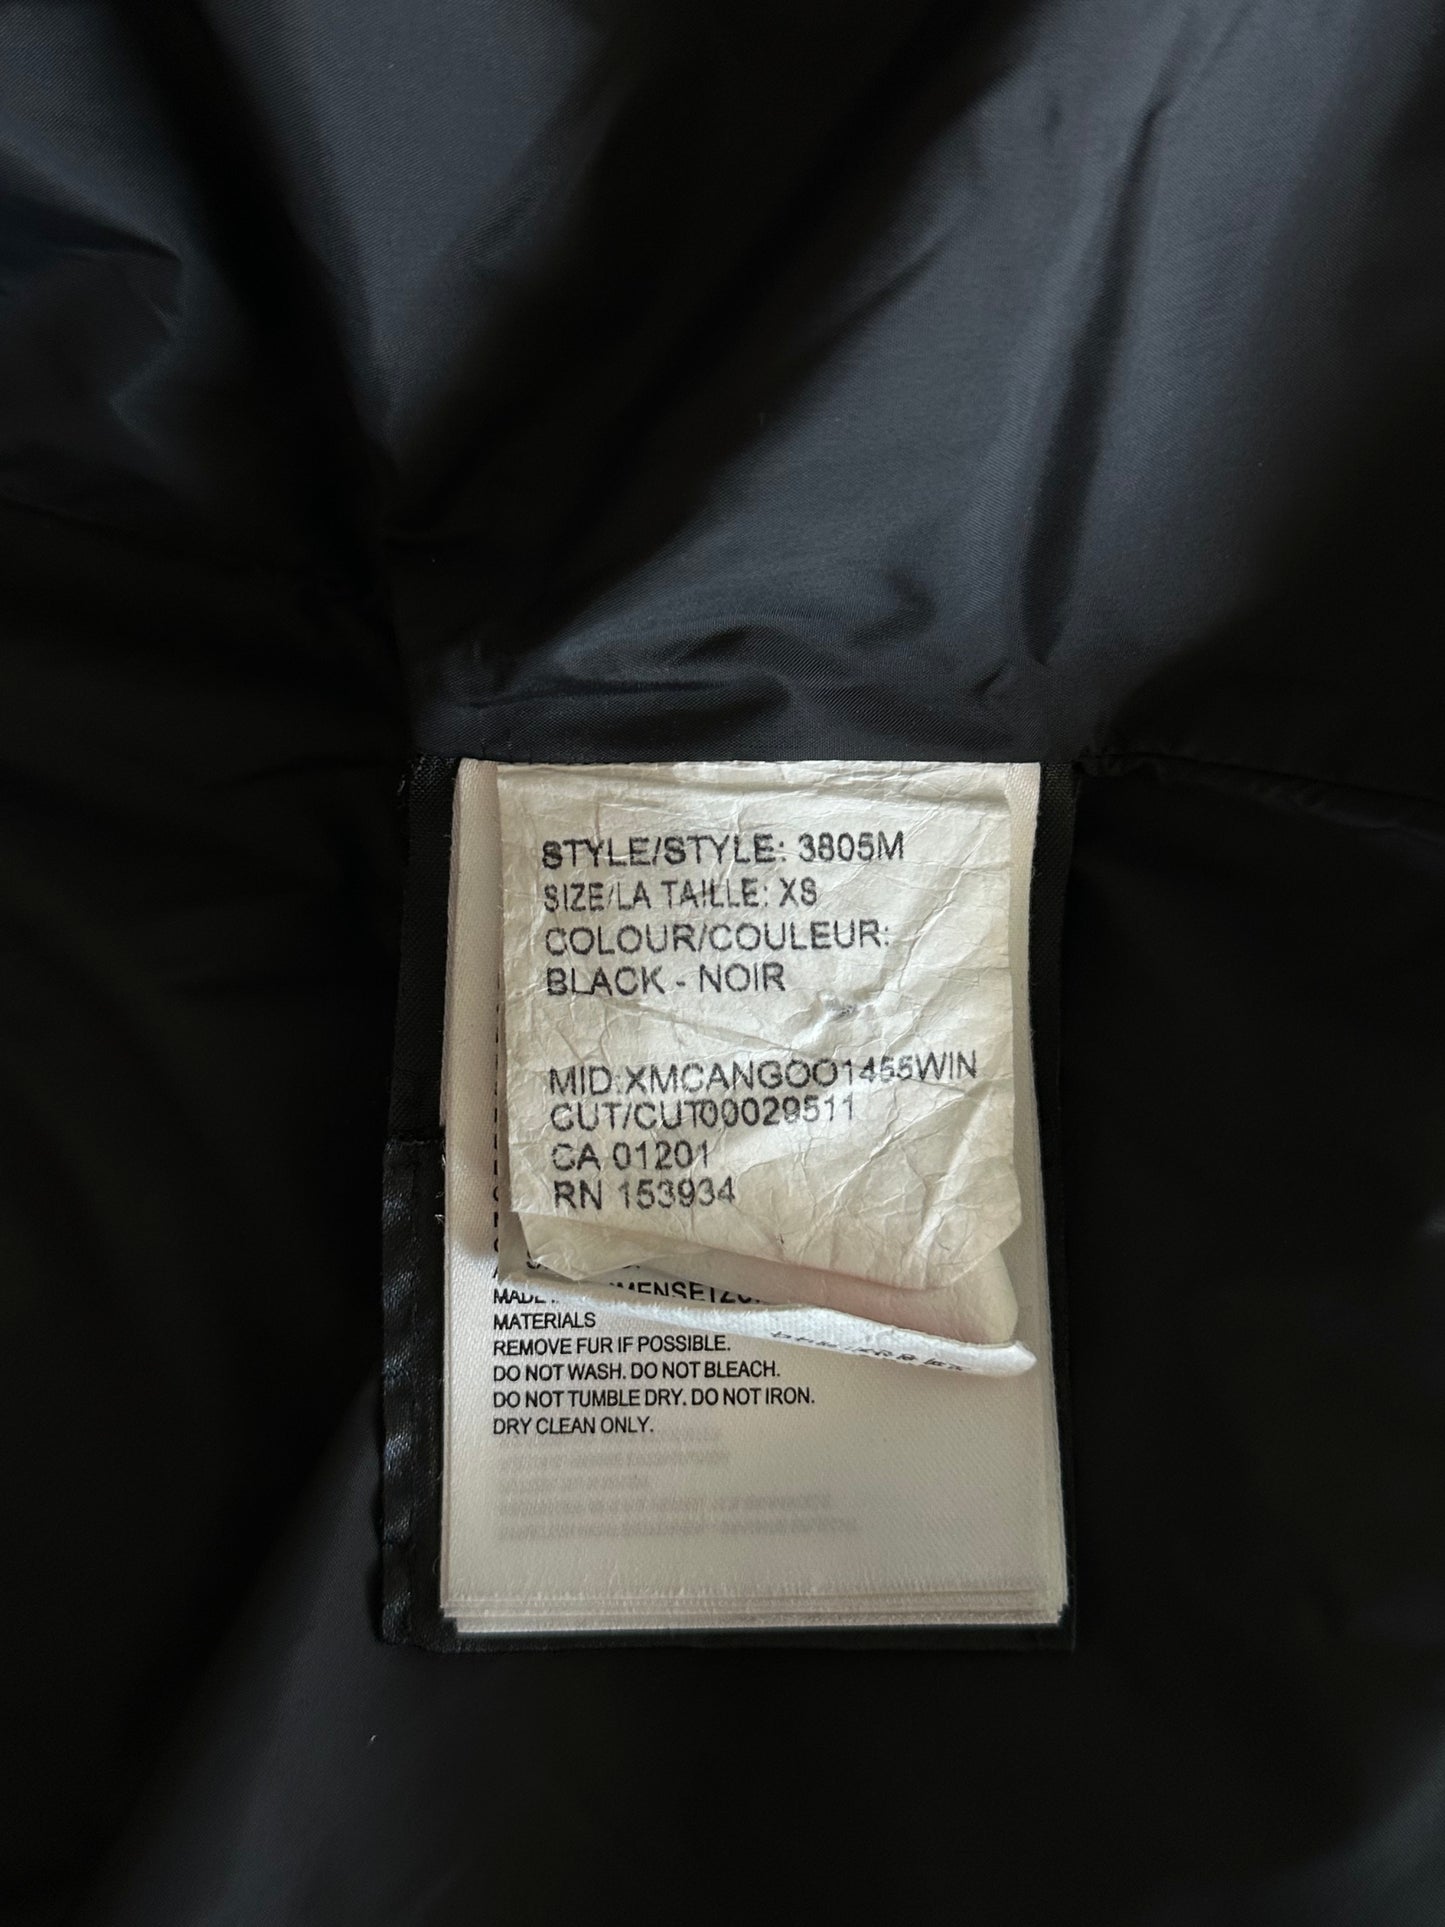 STYLE/STYLE: 3805M
SIZE/LA TAILLE: XS
COLOUR/COULEUR:
BLACK - NOIR
MID:XMCANGOO1455WIN
CUT/CUT00029511
CA 01201
RN 153934
MATERIALS
REMOVE FUR IF POSSIBLE.
DO NOT WASH. DO NOT BLEACH.
DO NOT TUMBLE DRY. DO NOT IRON.
DRY CLEAN ONLY.